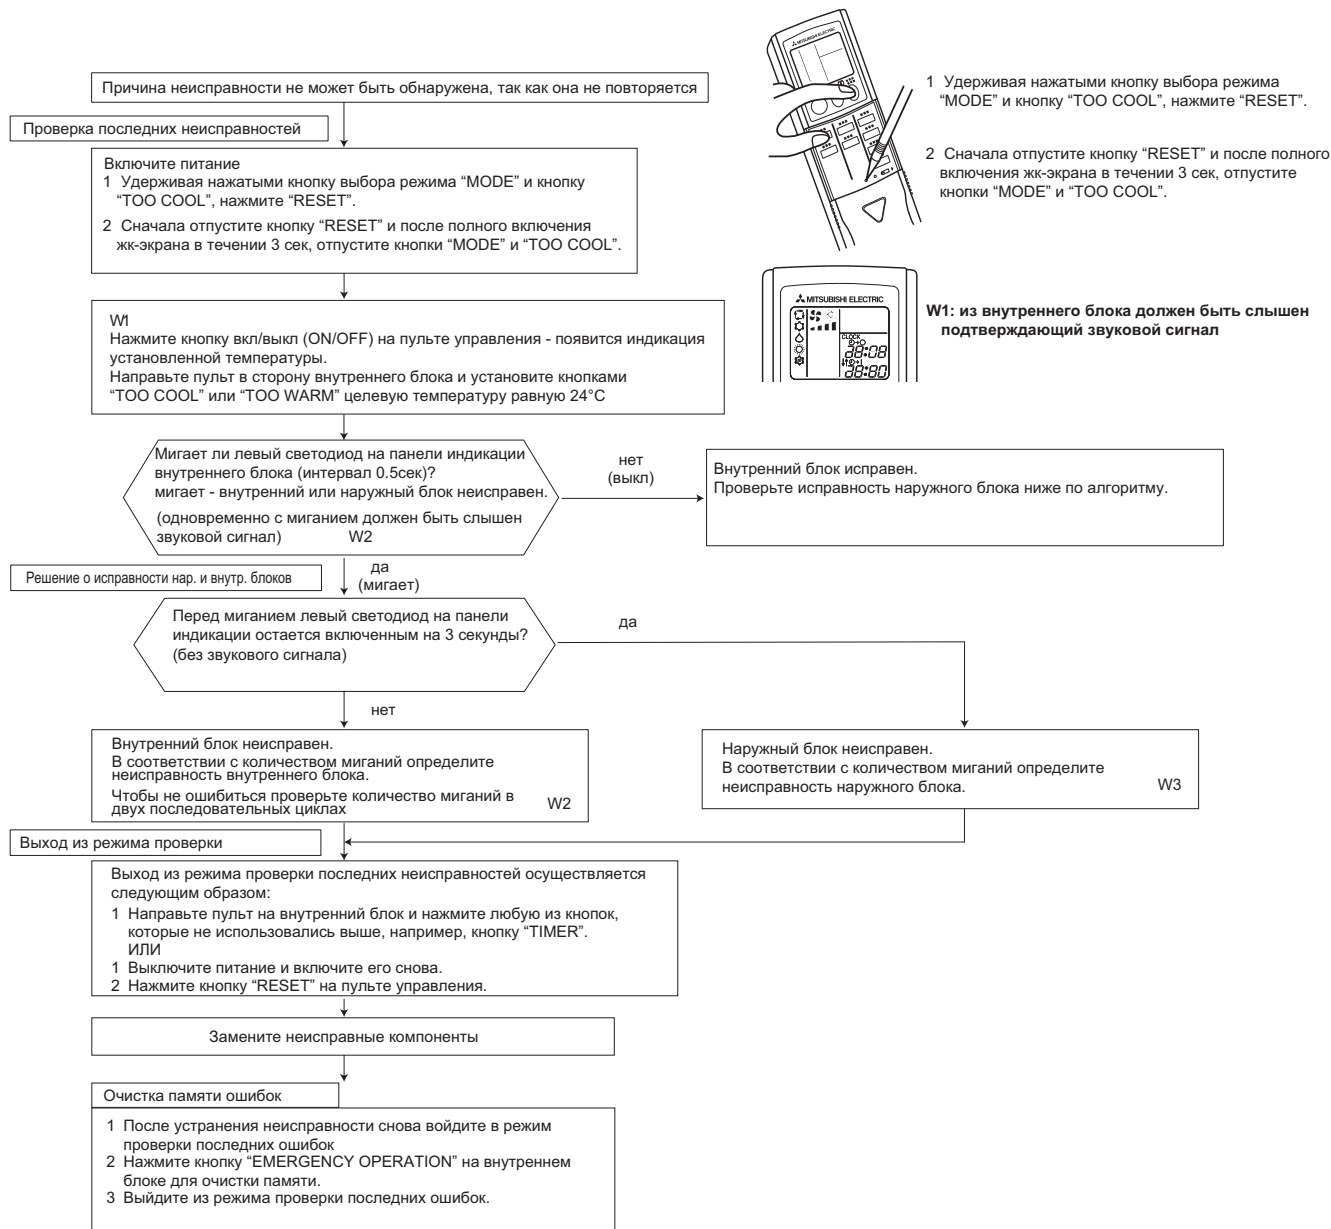 Причина неисправности не может быть обнаружена, так как она не повторяется
Проверка последних неисправностей
Включите питание
1 Удерживая нажатыми кнопку выбора режима “MODE” и кнопку
“TOO COOL”, нажмите “RESET”.
2 Сначала отпустите кнопку “RESET” и после полного включения
жк-экрана в течении 3 сек, отпустите кнопки “MODE” и “TOO COOL”.
MITSUBISHI ELECTRIC
1 Удерживая нажатыми кнопку выбора режима
“MODE” и кнопку “TOO COOL”, нажмите “RESET”.
2 Сначала отпустите кнопку “RESET” и после полного
включения жк-экрана в течении 3 сек, отпустите
кнопки “MODE” и “TOO COOL”.
W1
Нажмите кнопку вкл/выкл (ON/OFF) на пульте управления - появится индикация
установленной температуры.
Направьте пульт в сторону внутреннего блока и установите кнопками
“TOO COOL” или “TOO WARM” целевую температуру равную 24°C
MITSUBISHI ELECTRIC
CLOCK
88:08
88:80
W1: из внутреннего блока должен быть слышен
подтверждающий звуковой сигнал
Мигает ли левый светодиод на панели индикации
внутреннего блока (интервал 0.5сек)?
мигает - внутренний или наружный блок неисправен.
(одновременно с миганием должен быть слышен
звуковой сигнал) W2
нет
(выкл)
Внутренний блок исправен.
Проверьте исправность наружного блока ниже по алгоритму.
Решение о исправности нар. и внутр. блоков
да
(мигает)
Перед миганием левый светодиод на панели
индикации остается включенным на 3 секунды?
(без звукового сигнала)
да
нет
Внутренний блок неисправен.
В соответствии с количеством миганий определите
неисправность внутреннего блока.
Чтобы не ошибиться проверьте количество миганий в
двух последовательных циклах W2
Наружный блок неисправен.
В соответствии с количеством миганий определите
неисправность наружного блока. W3
Выход из режима проверки
Выход из режима проверки последних неисправностей осуществляется
следующим образом:
1 Направьте пульт на внутренний блок и нажмите любую из кнопок,
которые не использовались выше, например, кнопку “TIMER”.
ИЛИ
1 Выключите питание и включите его снова.
2 Нажмите кнопку “RESET” на пульте управления.
Замените неисправные компоненты
Очистка памяти ошибок
1 После устранения неисправности снова войдите в режим
проверки последних ошибок
2 Нажмите кнопку “EMERGENCY OPERATION” на внутреннем
блоке для очистки памяти.
3 Выйдите из режима проверки последних ошибок.